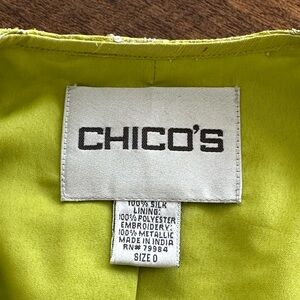 CHICO'S
100% SILK
LINING:
100% POLYESTER
EMBROIDERY:
100% METALLIC
MADE IN INDIA
RN# 79984
SIZE 0